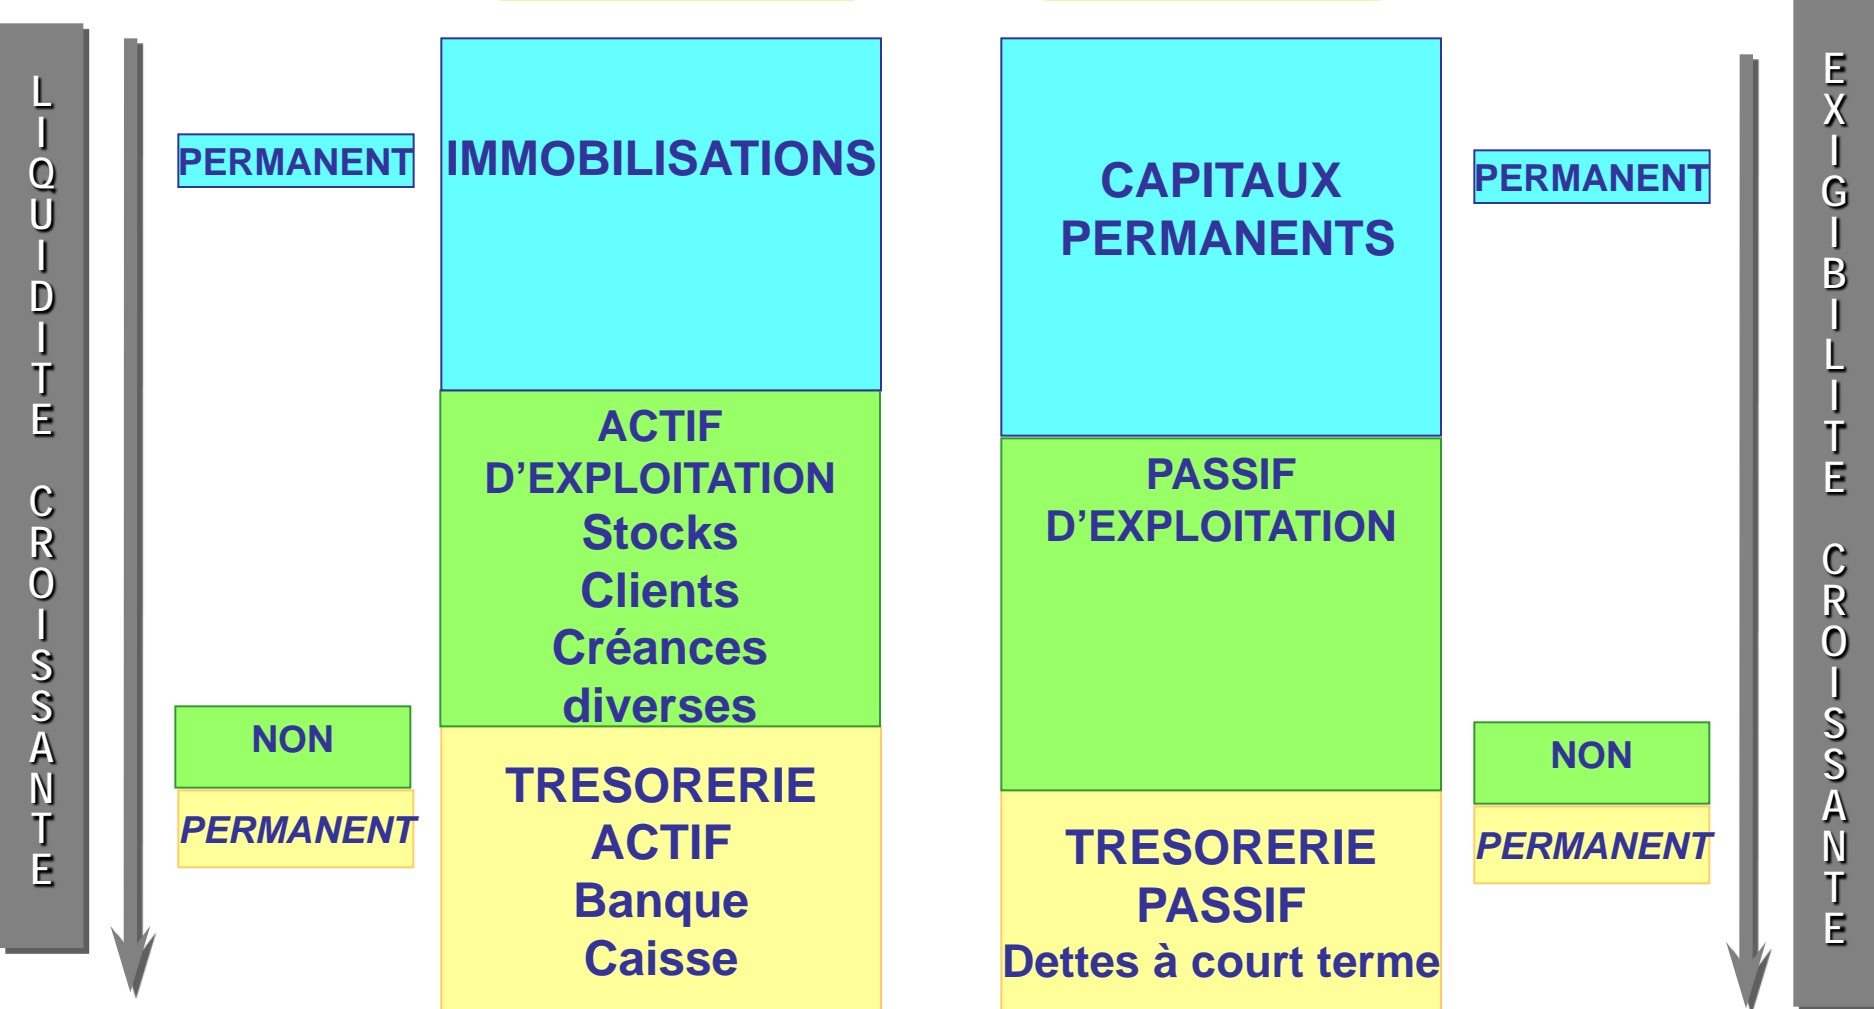 LIQUIDITE CROISSANTE
PERMANENT
NON
PERMANENT
IMMOBILISATIONS
ACTIF
D’EXPLOITATION
Stocks
Clients
Créances
diverses
TRESORERIE
ACTIF
Banque
Caisse
CAPITAUX
PERMANENTS
PASSIF
D’EXPLOITATION
TRESORERIE
PASSIF
Dettes à court terme
PERMANENT
NON
PERMANENT
EXIGIBILITE CROISSANTE